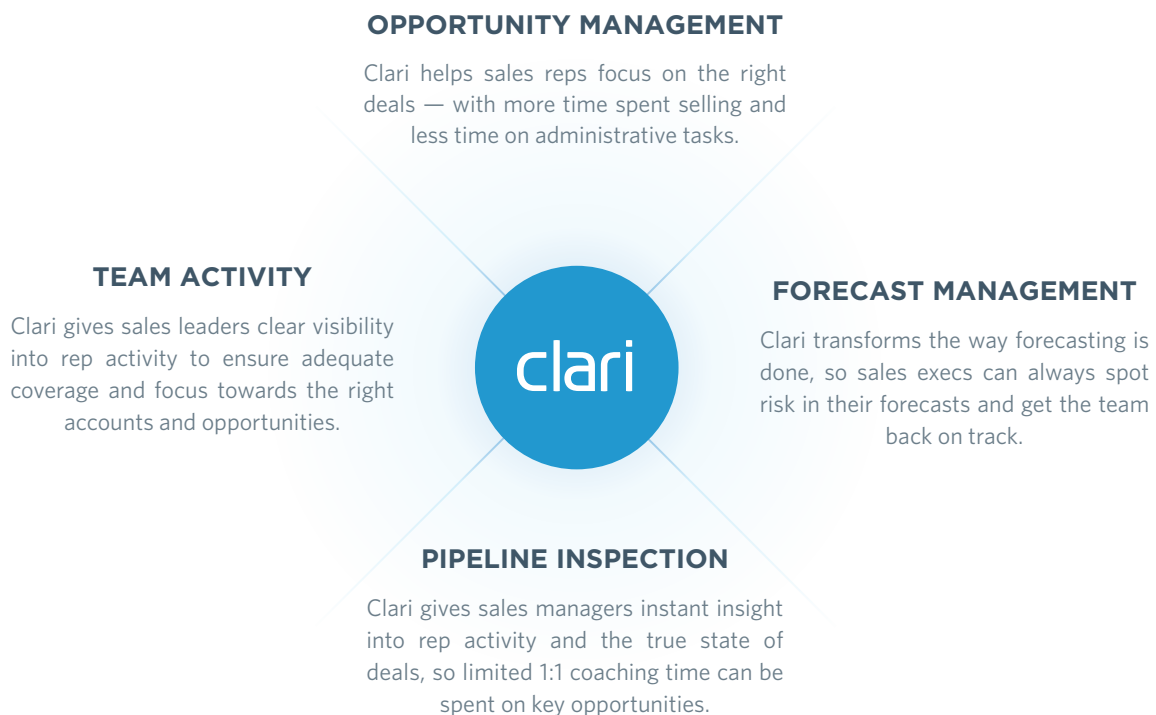 OPPORTUNITY MANAGEMENT
Clari helps sales reps focus on the right
deals — with more time spent selling and
less time on administrative tasks.
TEAM ACTIVITY
Clari gives sales leaders clear visibility
into rep activity to ensure adequate
coverage and focus towards the right
accounts and opportunities.
clari
FORECAST MANAGEMENT
Clari transforms the way forecasting is
done, so sales execs can always spot
risk in their forecasts and get the team
back on track.
PIPELINE INSPECTION
Clari gives sales managers instant insight
into rep activity and the true state of
deals, so limited 1:1 coaching time can be
spent on key opportunities.